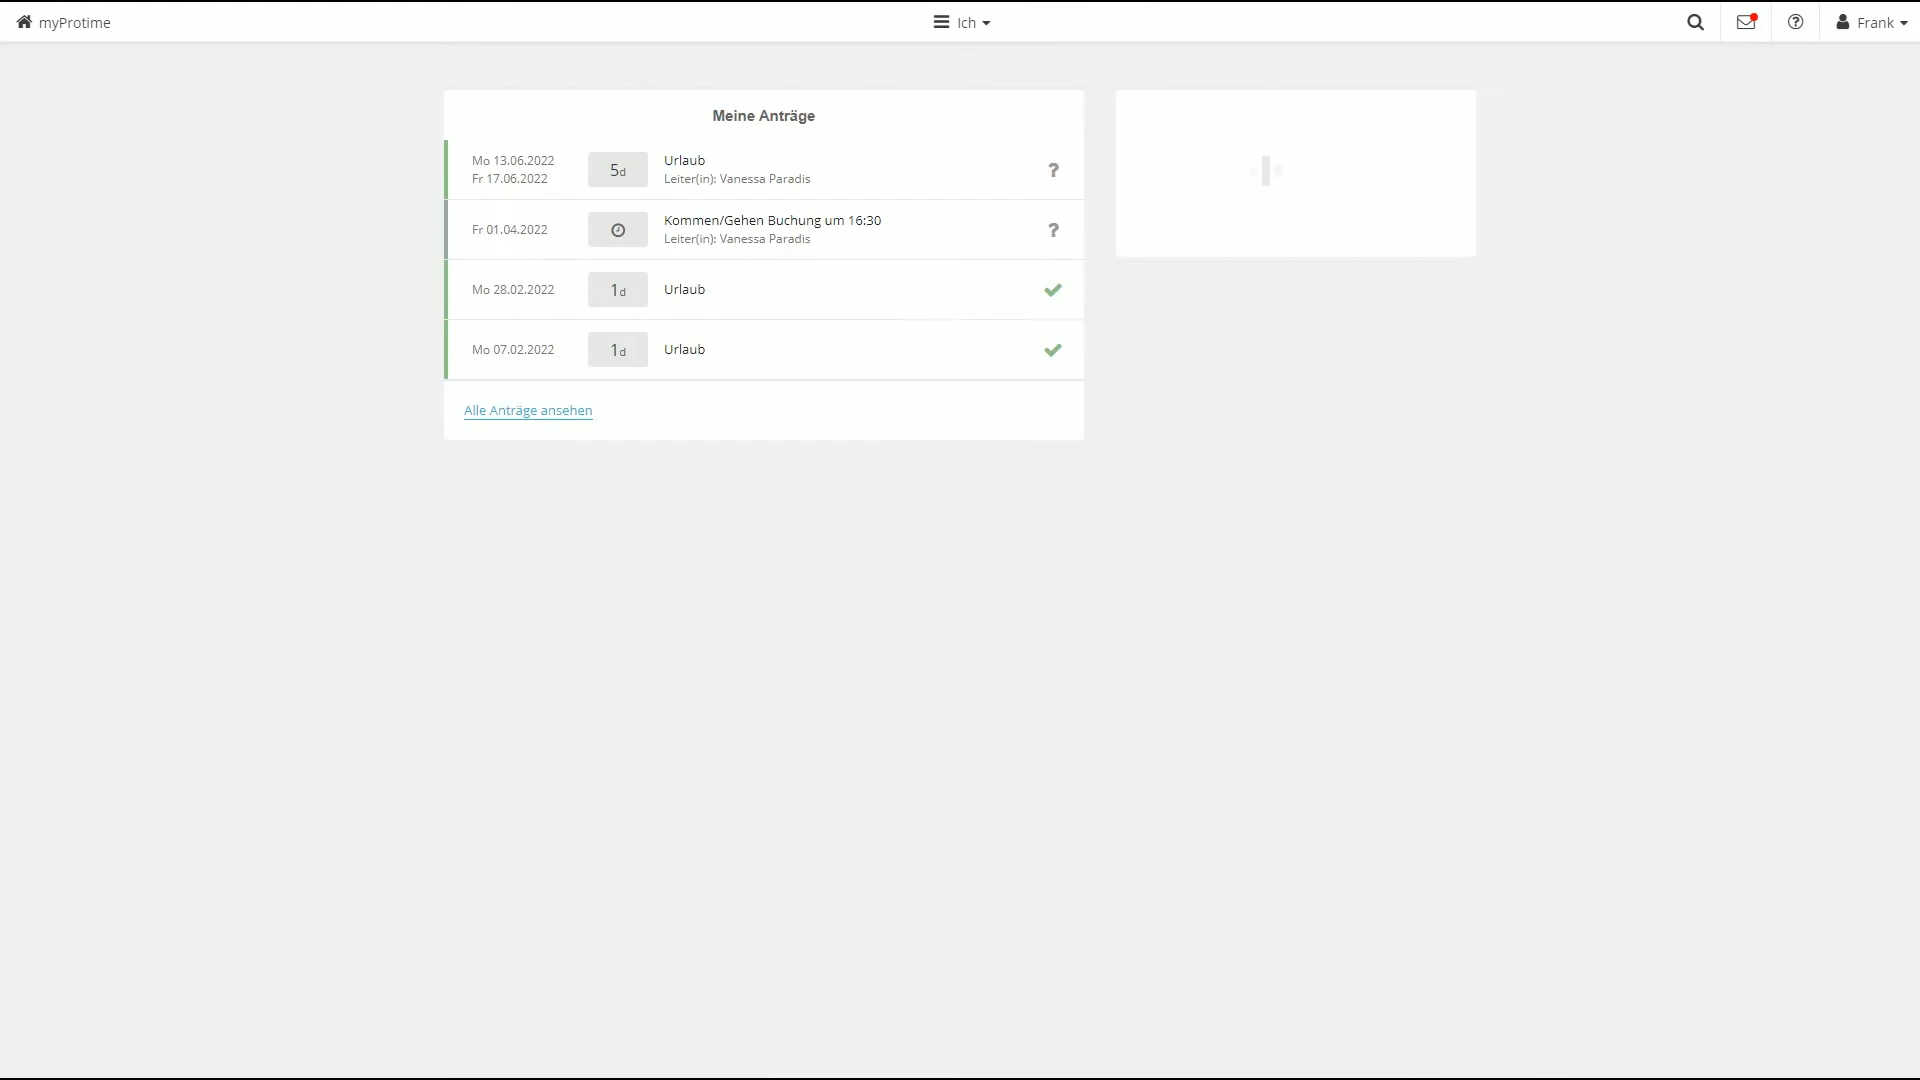 myProtime
Ich
Frank
Meine Anträge
Mo 13.06.2022
Fr 17.06.2022
5d
Urlaub
Leiter(in): Vanessa Paradis
?
Fr 01.04.2022
Kommen/Gehen Buchung um 16:30
Leiter(in): Vanessa Paradis
?
Mo 28.02.2022
1d
Urlaub
Mo 07.02.2022
1d
Urlaub
Alle Anträge ansehen